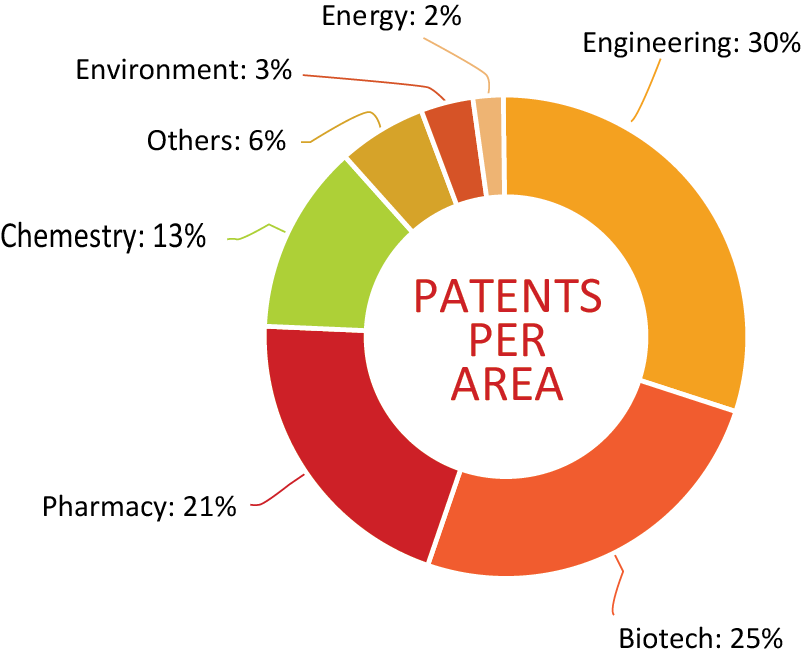 Energy: 2%
Engineering: 30%
Environment: 3%
Others: 6%
Chemestry: 13%
PATENTS
PER
AREA
Pharmacy: 21%
Biotech: 25%